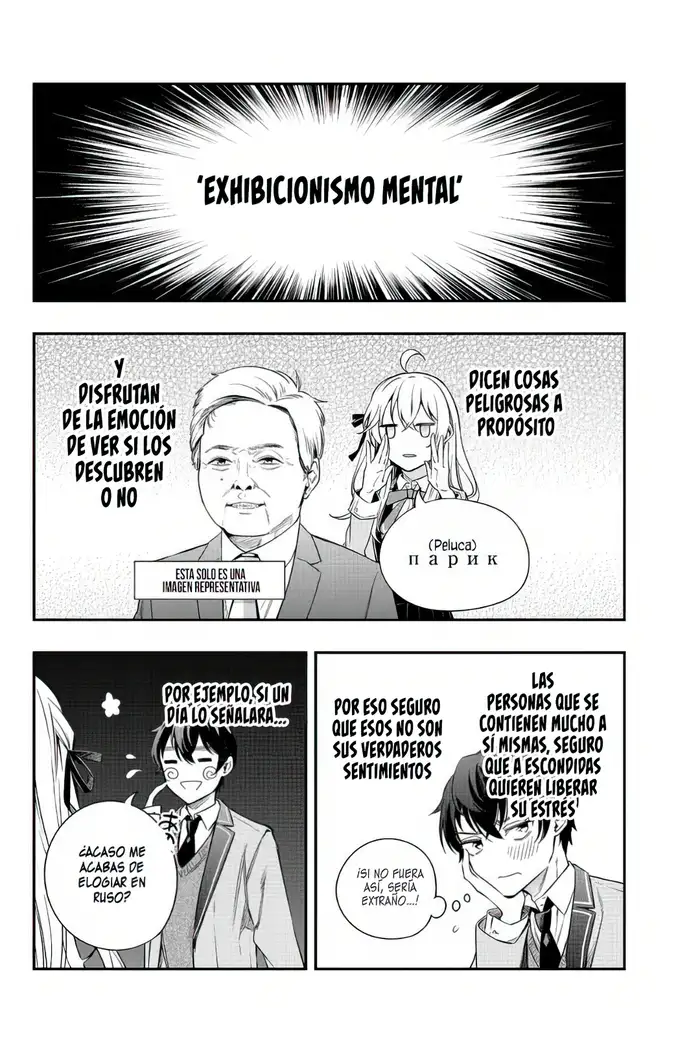 'EXHIBICIONISMO MENTAL'
DICEN COSAS
PELIGROSAS A
PROPÓSITO
(Peluca)
парик
Y
DISFRUTAN
DE LA EMOCIÓN
DE VER SI LOS
DESCUBREN
O NO
ESTA SOLO ES UNA
IMAGEN REPRESENTATIVA
LAS
PERSONAS QUE SE
CONTIENEN MUCHO A
SÍ MISMAS, SEGURO
QUE A ESCONDIDAS
QUIEREN LIBERAR
SU ESTRÉS
POR ESO SEGURO
QUE ESOS NO SON
SUS VERDADEROS
SENTIMIENTOS
¡SI NO FUERA
ASÍ, SERÍA
EXTRAÑO...!
POR EJEMPLO, SI UN
DÍA LO SEÑALARA...
¿ACASO ME
ACABAS DE
ELOGIAR EN
RUSO?